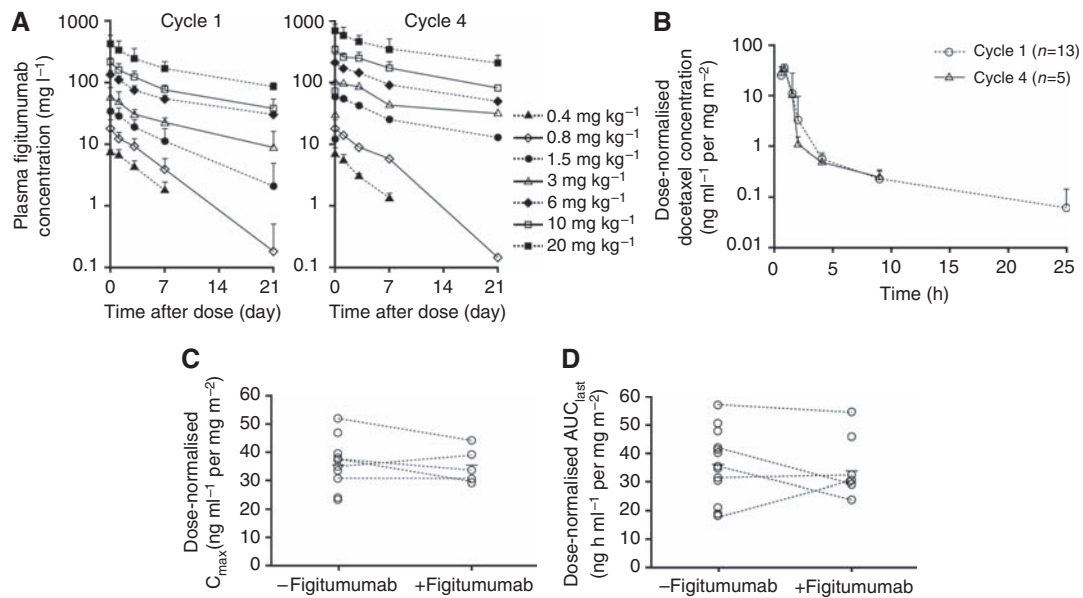 A
Cycle 1
Cycle 4
Plasma figitumumab
concentration (mg l⁻¹)
1000
100
10
1
0.1
0 7 14 21
Time after dose (day)
1000
100
10
1
0.1
0 7 14 21
Time after dose (day)
0.4 mg kg⁻¹
0.8 mg kg⁻¹
1.5 mg kg⁻¹
3 mg kg⁻¹
6 mg kg⁻¹
10 mg kg⁻¹
20 mg kg⁻¹
B
Dose-normalised
docetaxel concentration
(ng ml⁻¹ per mg m⁻²)
100
10
1
0.1
0.01
0 5 10 15 20 25
Time (h)
Cycle 1 (n=13)
Cycle 4 (n=5)
C
Dose-normalised
Cmax(ng ml⁻¹ per mg m⁻²)
60
50
40
30
20
10
0
–Figitumumab +Figitumumab
D
Dose-normalised AUClast
(ng h ml⁻¹ per mg m⁻²)
60
50
40
30
20
10
0
–Figitumumab +Figitumumab